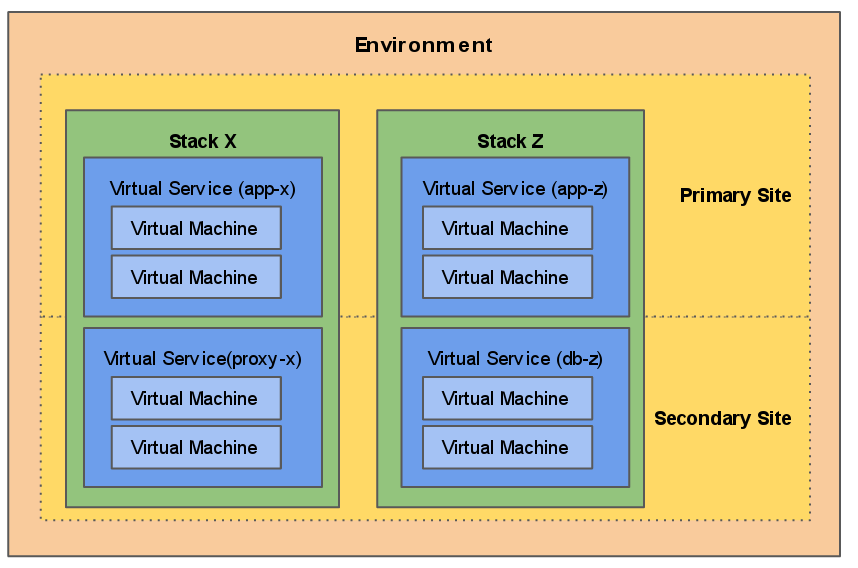 Environment
Stack X
Virtual Service (app-x)
Virtual Machine
Virtual Machine
Virtual Service(proxy-x)
Virtual Machine
Virtual Machine
Stack Z
Virtual Service (app-z)
Virtual Machine
Virtual Machine
Virtual Service (db-z)
Virtual Machine
Virtual Machine
Primary Site
Secondary Site